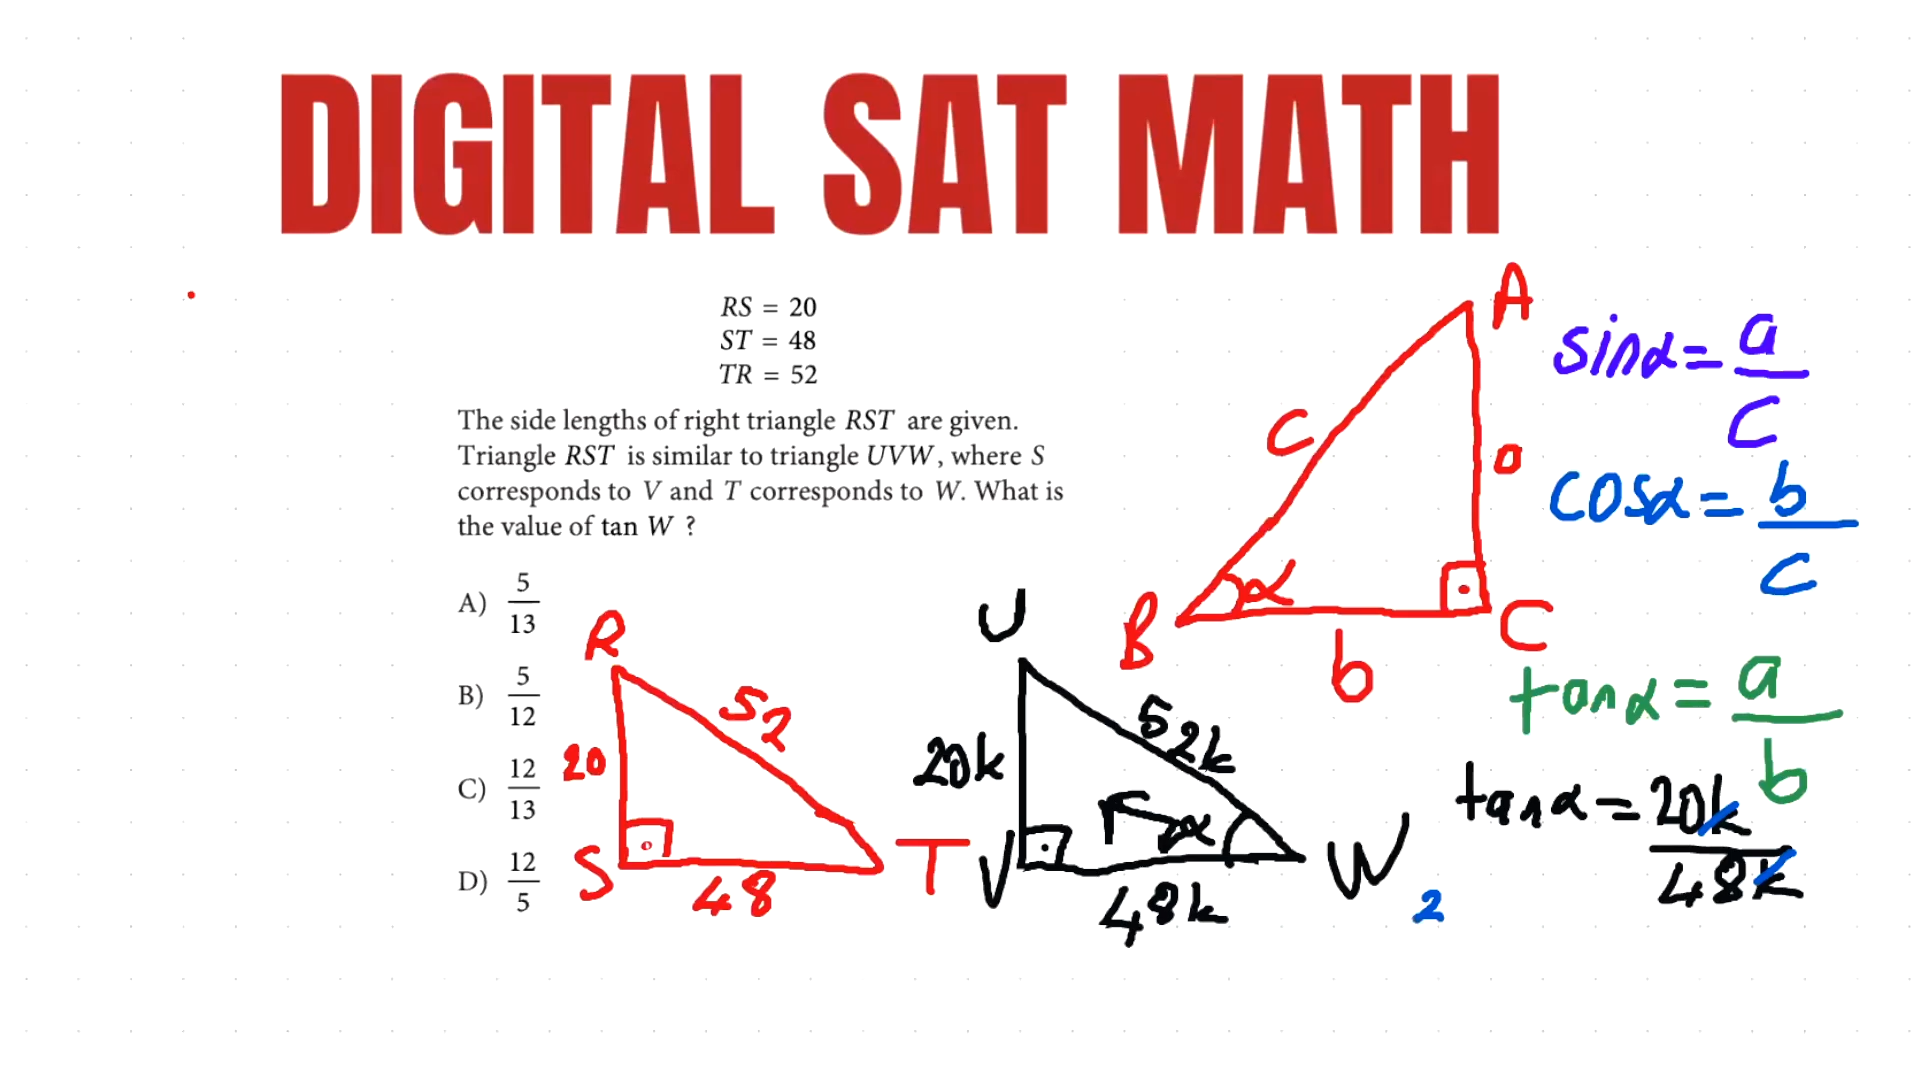 DIGITAL SAT MATH
RS = 20
ST = 48
TR = 52
The side lengths of right triangle RST are given.
Triangle RST is similar to triangle UVW, where S
corresponds to V and T corresponds to W. What is
the value of tan W ?
A) 5/13
B) 5/12
C) 12/13
D) 12/5
R
52
20
S
48
T
U
52k
20k
V
α
W
48k
A
c
a
B
α
C
b
sinα = a/c
cosα = b/c
tanα = a/b
tanα = 20k/48k
2